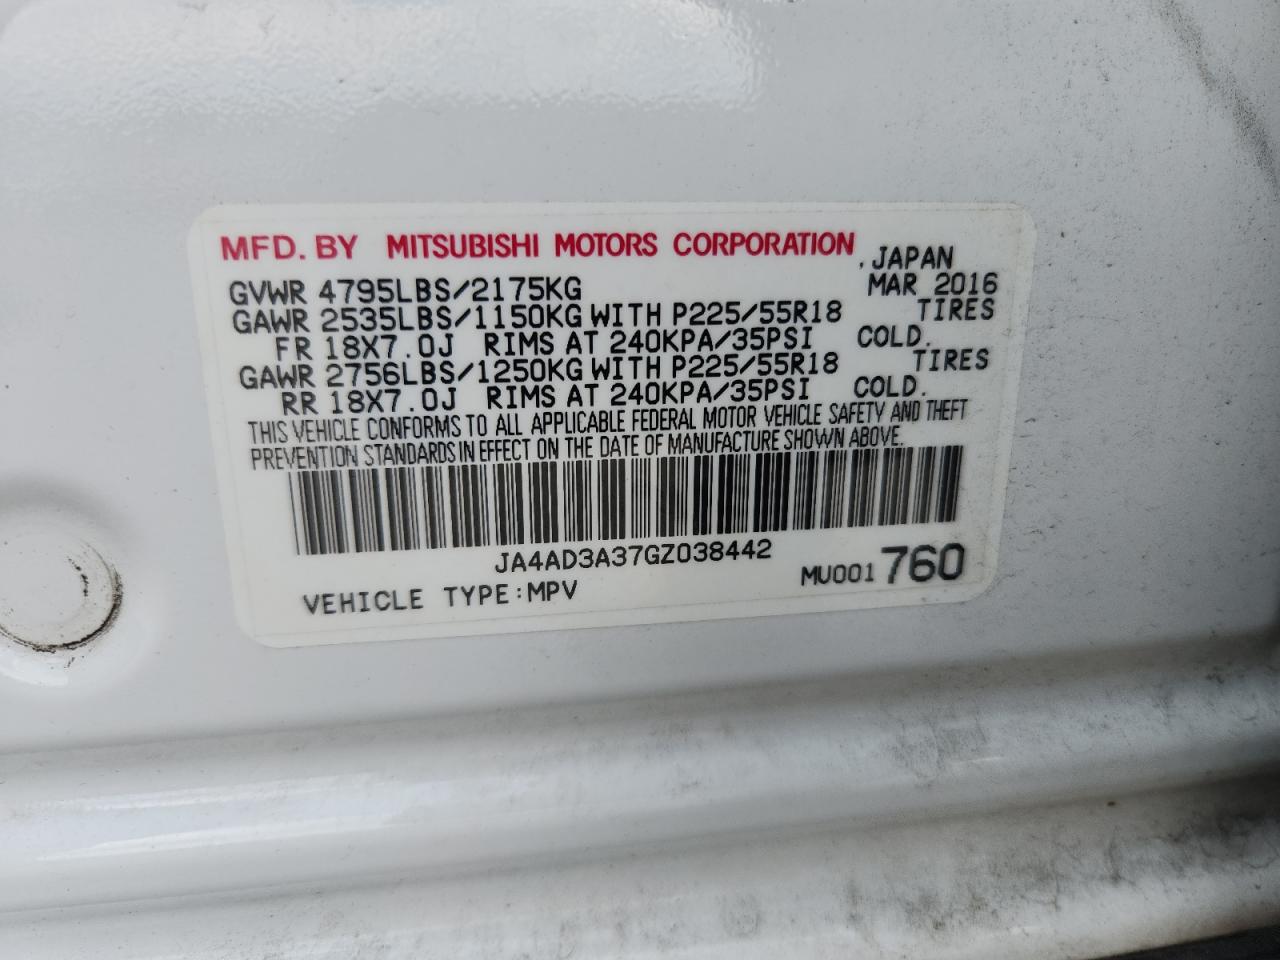 MFD. BY MITSUBISHI MOTORS CORPORATION, JAPAN
GVWR 4795LBS/2175KG MAR 2016
GAWR 2535LBS/1150KG WITH P225/55R18 TIRES
FR 18X7.0J RIMS AT 240KPA/35PSI COLD.
GAWR 2756LBS/1250KG WITH P225/55R18 TIRES
RR 18X7.0J RIMS AT 240KPA/35PSI COLD.
THIS VEHICLE CONFORMS TO ALL APPLICABLE FEDERAL MOTOR VEHICLE SAFETY AND THEFT
PREVENTION STANDARDS IN EFFECT ON THE DATE OF MANUFACTURE SHOWN ABOVE.
JA4AD3A37GZ038442
VEHICLE TYPE:MPV MU001760